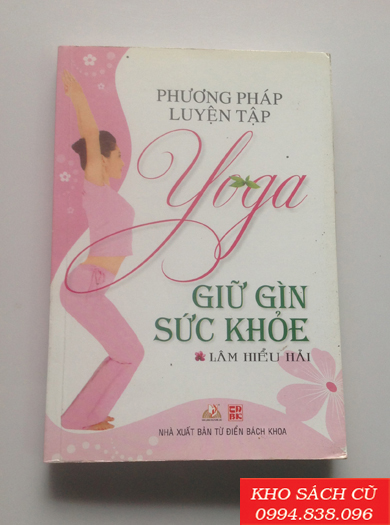 PHƯƠNG PHÁP
LUYỆN TẬP
Yoga
GIỮ GÌN
SỨC KHỎE
LÂM HIỂU HẢI
NHÀ XUẤT BẢN TỪ ĐIỂN BÁCH KHOA
KHO SÁCH CŨ
0994.838.096